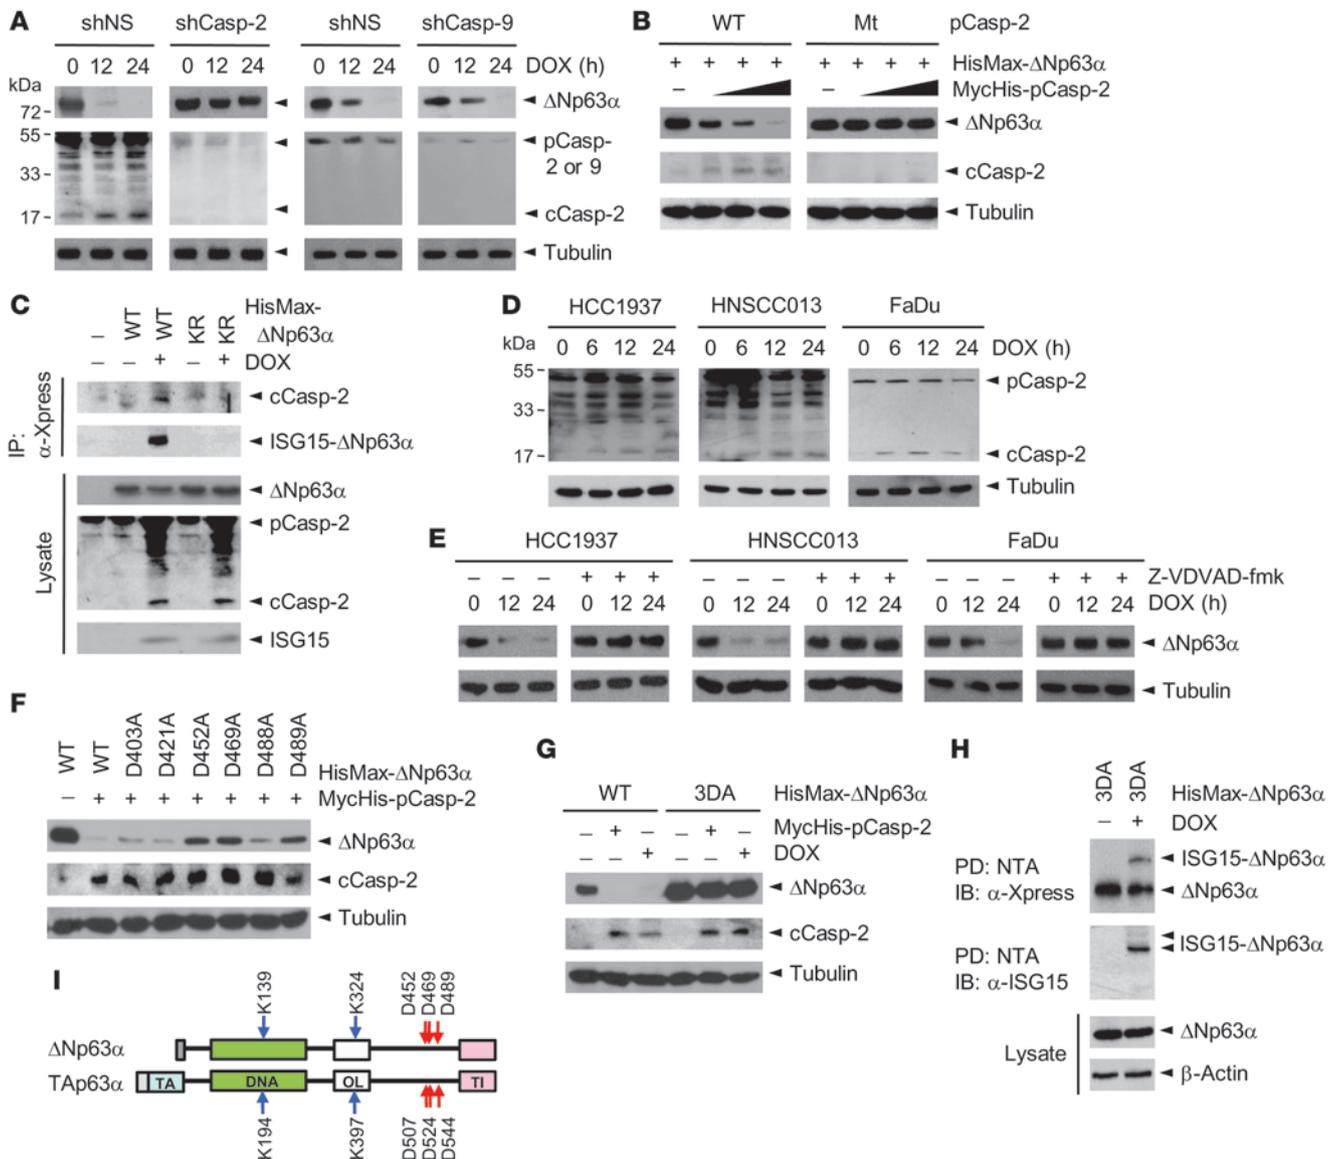 A
shNS shCasp-2 shNS shCasp-9
0 12 24 0 12 24 0 12 24 0 12 24 DOX (h)
kDa
72
ΔNp63α
55
pCasp-
2 or 9
33
17
cCasp-2
Tubulin
B
WT Mt pCasp-2
+ + + + + + + + HisMax-ΔNp63α
– – MycHis-pCasp-2
ΔNp63α
cCasp-2
Tubulin
C
– WT WT KR KR HisMax-
ΔNp63α
– – + – + DOX
IP:
α-Xpress
cCasp-2
ISG15-ΔNp63α
Lysate
ΔNp63α
pCasp-2
cCasp-2
ISG15
D
HCC1937 HNSCC013 FaDu
kDa 0 6 12 24 0 6 12 24 0 6 12 24 DOX (h)
55
pCasp-2
33
17
cCasp-2
Tubulin
E
HCC1937 HNSCC013 FaDu
– – – + + + – – – + + + – – – + + + Z-VDVAD-fmk
0 12 24 0 12 24 0 12 24 0 12 24 0 12 24 0 12 24 DOX (h)
ΔNp63α
Tubulin
F
WT WT D403A D421A D452A D469A D488A D489A HisMax-ΔNp63α
– + + + + + + + MycHis-pCasp-2
ΔNp63α
cCasp-2
Tubulin
G
WT 3DA HisMax-ΔNp63α
– + – – + – MycHis-pCasp-2
– – + – – + DOX
ΔNp63α
cCasp-2
Tubulin
H
3DA 3DA HisMax-ΔNp63α
– + DOX
PD: NTA
IB: α-Xpress
ISG15-ΔNp63α
ΔNp63α
PD: NTA
IB: α-ISG15
ISG15-ΔNp63α
Lysate
ΔNp63α
β-Actin
I
K139 K324 D452 D469 D489
ΔNp63α
TAp63α TA DNA OL TI
K194 K397 D507 D524 D544